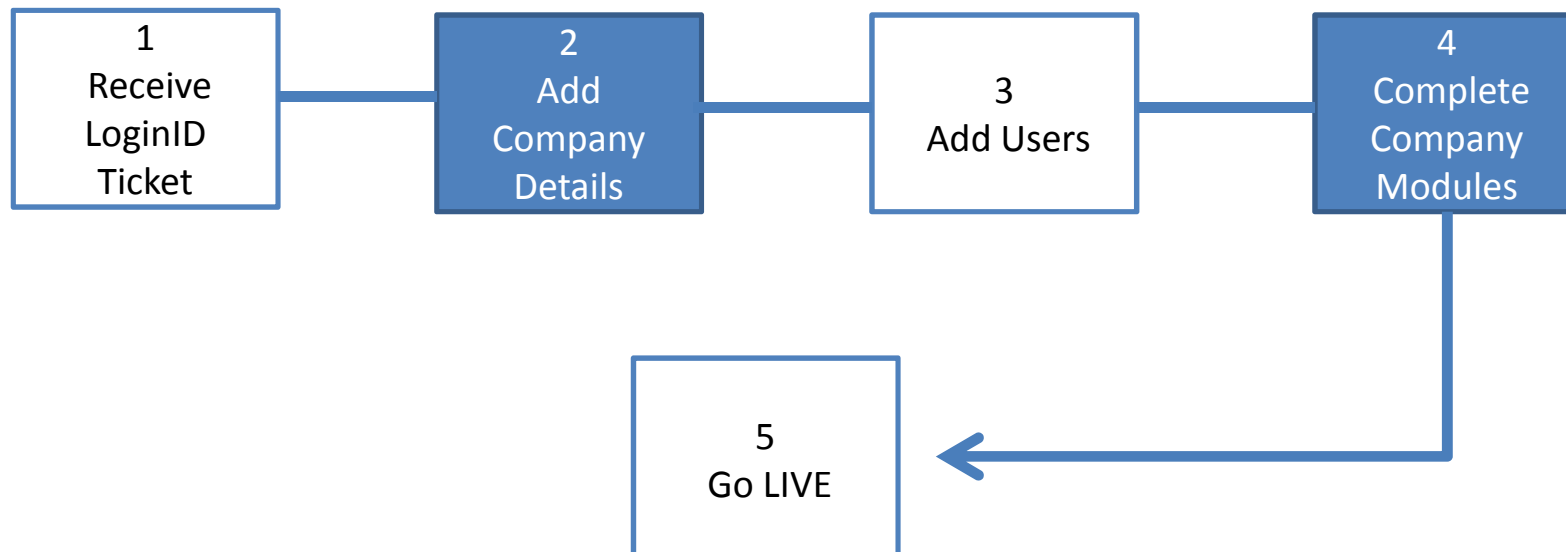 1
Receive
LoginID
Ticket
2
Add
Company
Details
3
Add Users
4
Complete
Company
Modules
5
Go LIVE